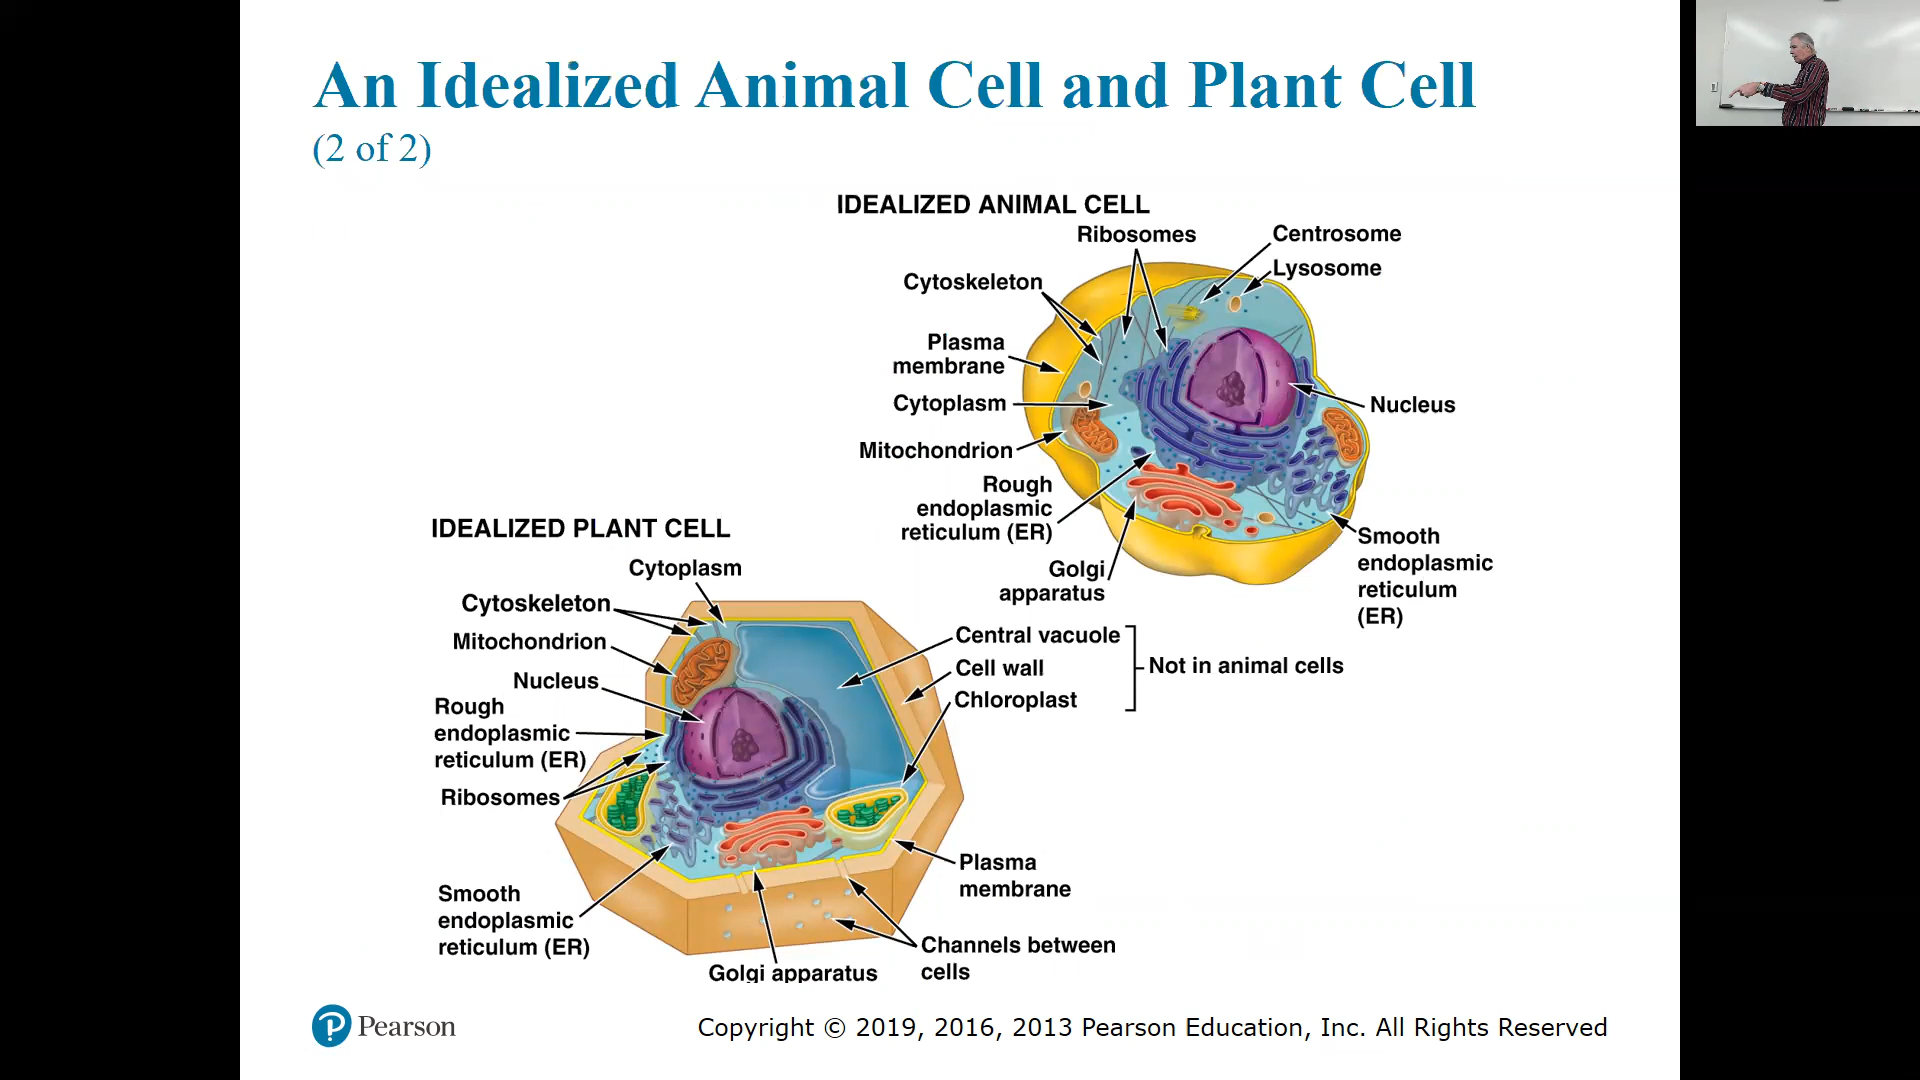 An Idealized Animal Cell and Plant Cell
(2 of 2)
IDEALIZED ANIMAL CELL
Ribosomes
Centrosome
Lysosome
Cytoskeleton
Plasma
membrane
Cytoplasm
Nucleus
Mitochondrion
Rough
endoplasmic
reticulum (ER)
Golgi
apparatus
Smooth
endoplasmic
reticulum
(ER)
IDEALIZED PLANT CELL
Cytoplasm
Cytoskeleton
Mitochondrion
Nucleus
Rough
endoplasmic
reticulum (ER)
Ribosomes
Smooth
endoplasmic
reticulum (ER)
Golgi apparatus
Central vacuole
Cell wall
Chloroplast
Not in animal cells
Plasma
membrane
Channels between
cells
Pearson
Copyright © 2019, 2016, 2013 Pearson Education, Inc. All Rights Reserved